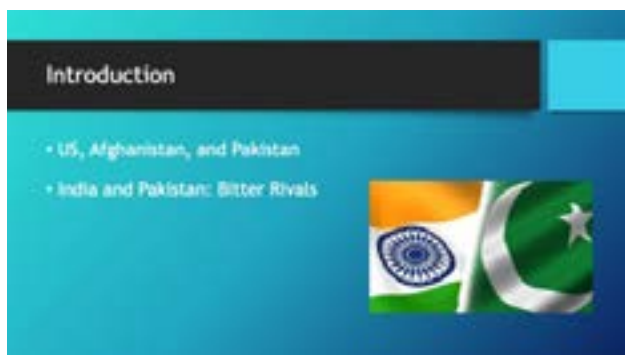 Introduction
• US, Afghanistan, and Pakistan
• India and Pakistan: Bitter Rivals